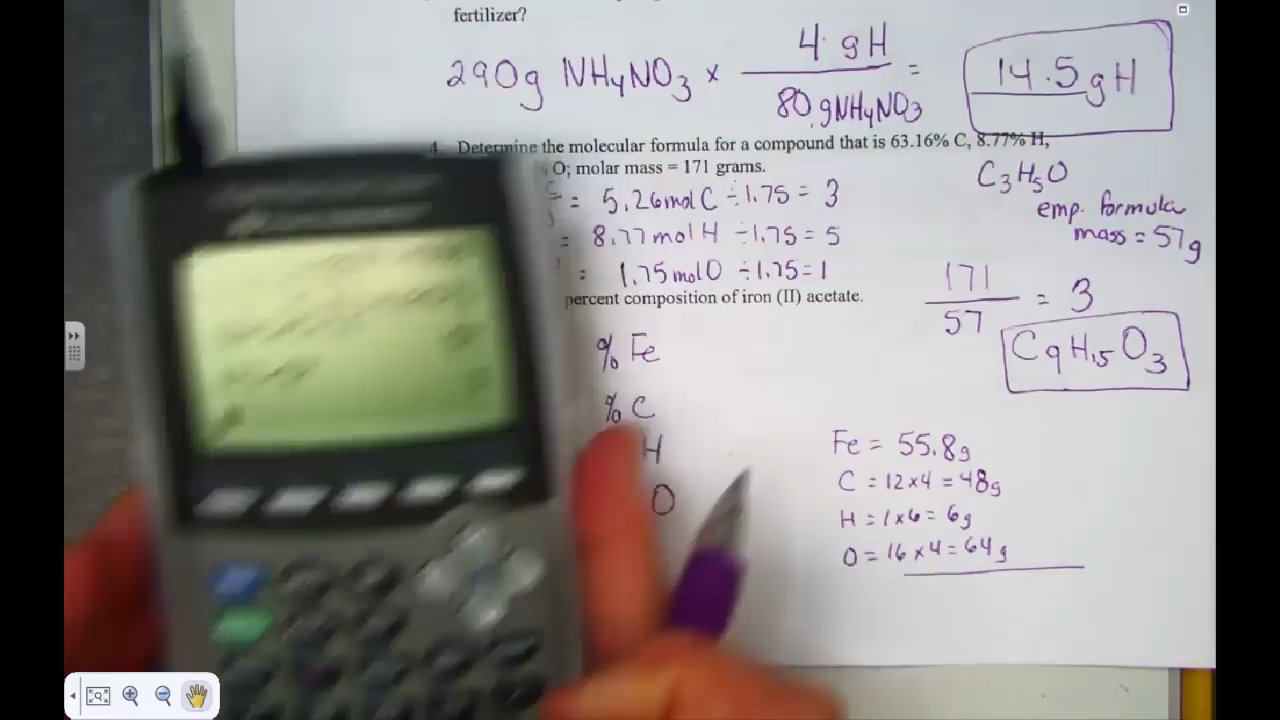 fertilizer?
290g NH4NO3 × 4. gH / 80.gNH4NO3 = 14.5 gH
4. Determine the molecular formula for a compound that is 63.16% C, 8.77% H,
O; molar mass = 171 grams.
C3H5O
= 5.26 mol C ÷ 1.75 = 3
emp. formula
mass = 57g
= 8.77 mol H ÷ 1.75 = 5
= 1.75 mol O ÷ 1.75 = 1
171 / 57 = 3
percent composition of iron (II) acetate.
C9H15O3
% Fe
% C
H
O
Fe = 55.8g
C = 12 × 4 = 48g
H = 1 × 6 = 6g
O = 16 × 4 = 64g